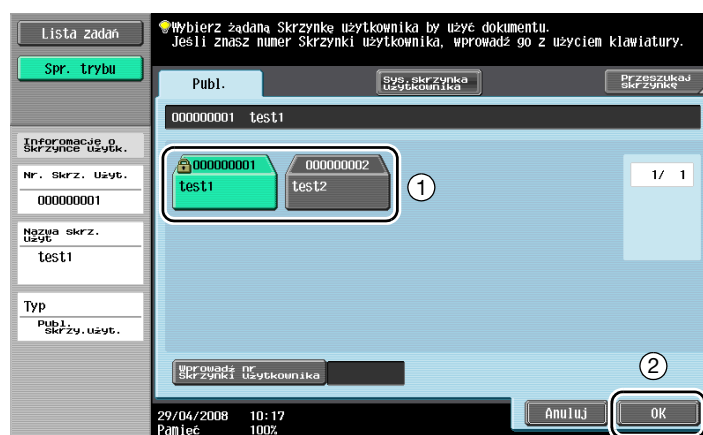 Lista zadań
Spr. trybu
Wybierz żądaną Skrzynkę użytkownika by użyć dokumentu.
Jeśli znasz numer Skrzynki użytkownika, wprowadź go z użyciem klawiatury.
Publ.
Sys.skrzynka
użytkownika
Przeszukaj
skrzynkę
000000001 test1
Inforomacje o
skrzynce użytk.
Nr. Skrz. Użyt.
000000001
Nazwa skrz.
użyt
test1
Typ
Publ.
skrzy.użyt.
000000001
test1
000000002
test2
1
1/ 1
Wprowadź nr
skrzynki użytkownika
2
Anuluj
OK
29/04/2008 10:17
Pamięć 100%